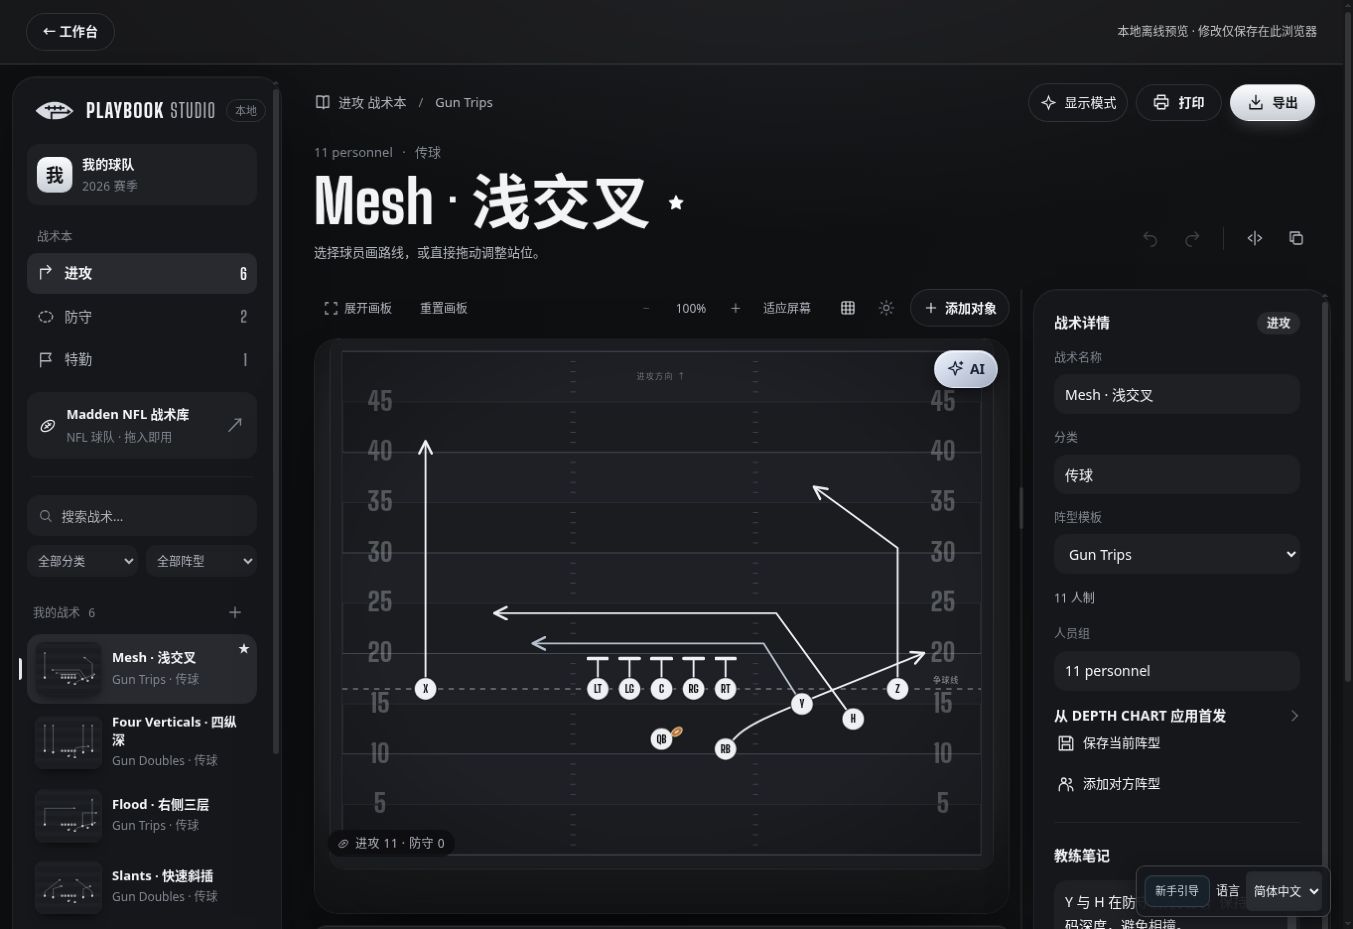 ← 工作台
本地离线预览 · 修改仅保存在此浏览器
PLAYBOOK STUDIO 本地
我的球队
我
2026 赛季
战术本
进攻 6
防守 2
特勤 1
Madden NFL 战术库
NFL 球队 · 拖入即用
搜索战术...
全部分类 全部阵型
我的战术 6
Mesh · 浅交叉
Gun Trips · 传球
Four Verticals · 四纵深
Gun Doubles · 传球
Flood · 右侧三层
Gun Trips · 传球
Slants · 快速斜插
Gun Doubles · 传球
进攻 战术本 / Gun Trips
显示模式 打印 导出
11 personnel · 传球
Mesh · 浅交叉
选择球员画路线，或直接拖动调整站位。
展开画板 重置画板 − 100% + 适应屏幕 添加对象
进攻方向 ↑
AI
45 45
40 40
35 35
30 30
25 25
20 20
争球线
X LT LG C RG RT Z
15 Y 15
H
QB RB
10 10
5 5
进攻 11 · 防守 0
战术详情 进攻
战术名称
Mesh · 浅交叉
分类
传球
阵型模板
Gun Trips
11 人制
人员组
11 personnel
从 DEPTH CHART 应用首发
保存当前阵型
添加对方阵型
教练笔记
Y 与 H 在防
码深度，避免相撞。
新手引导 语言 简体中文